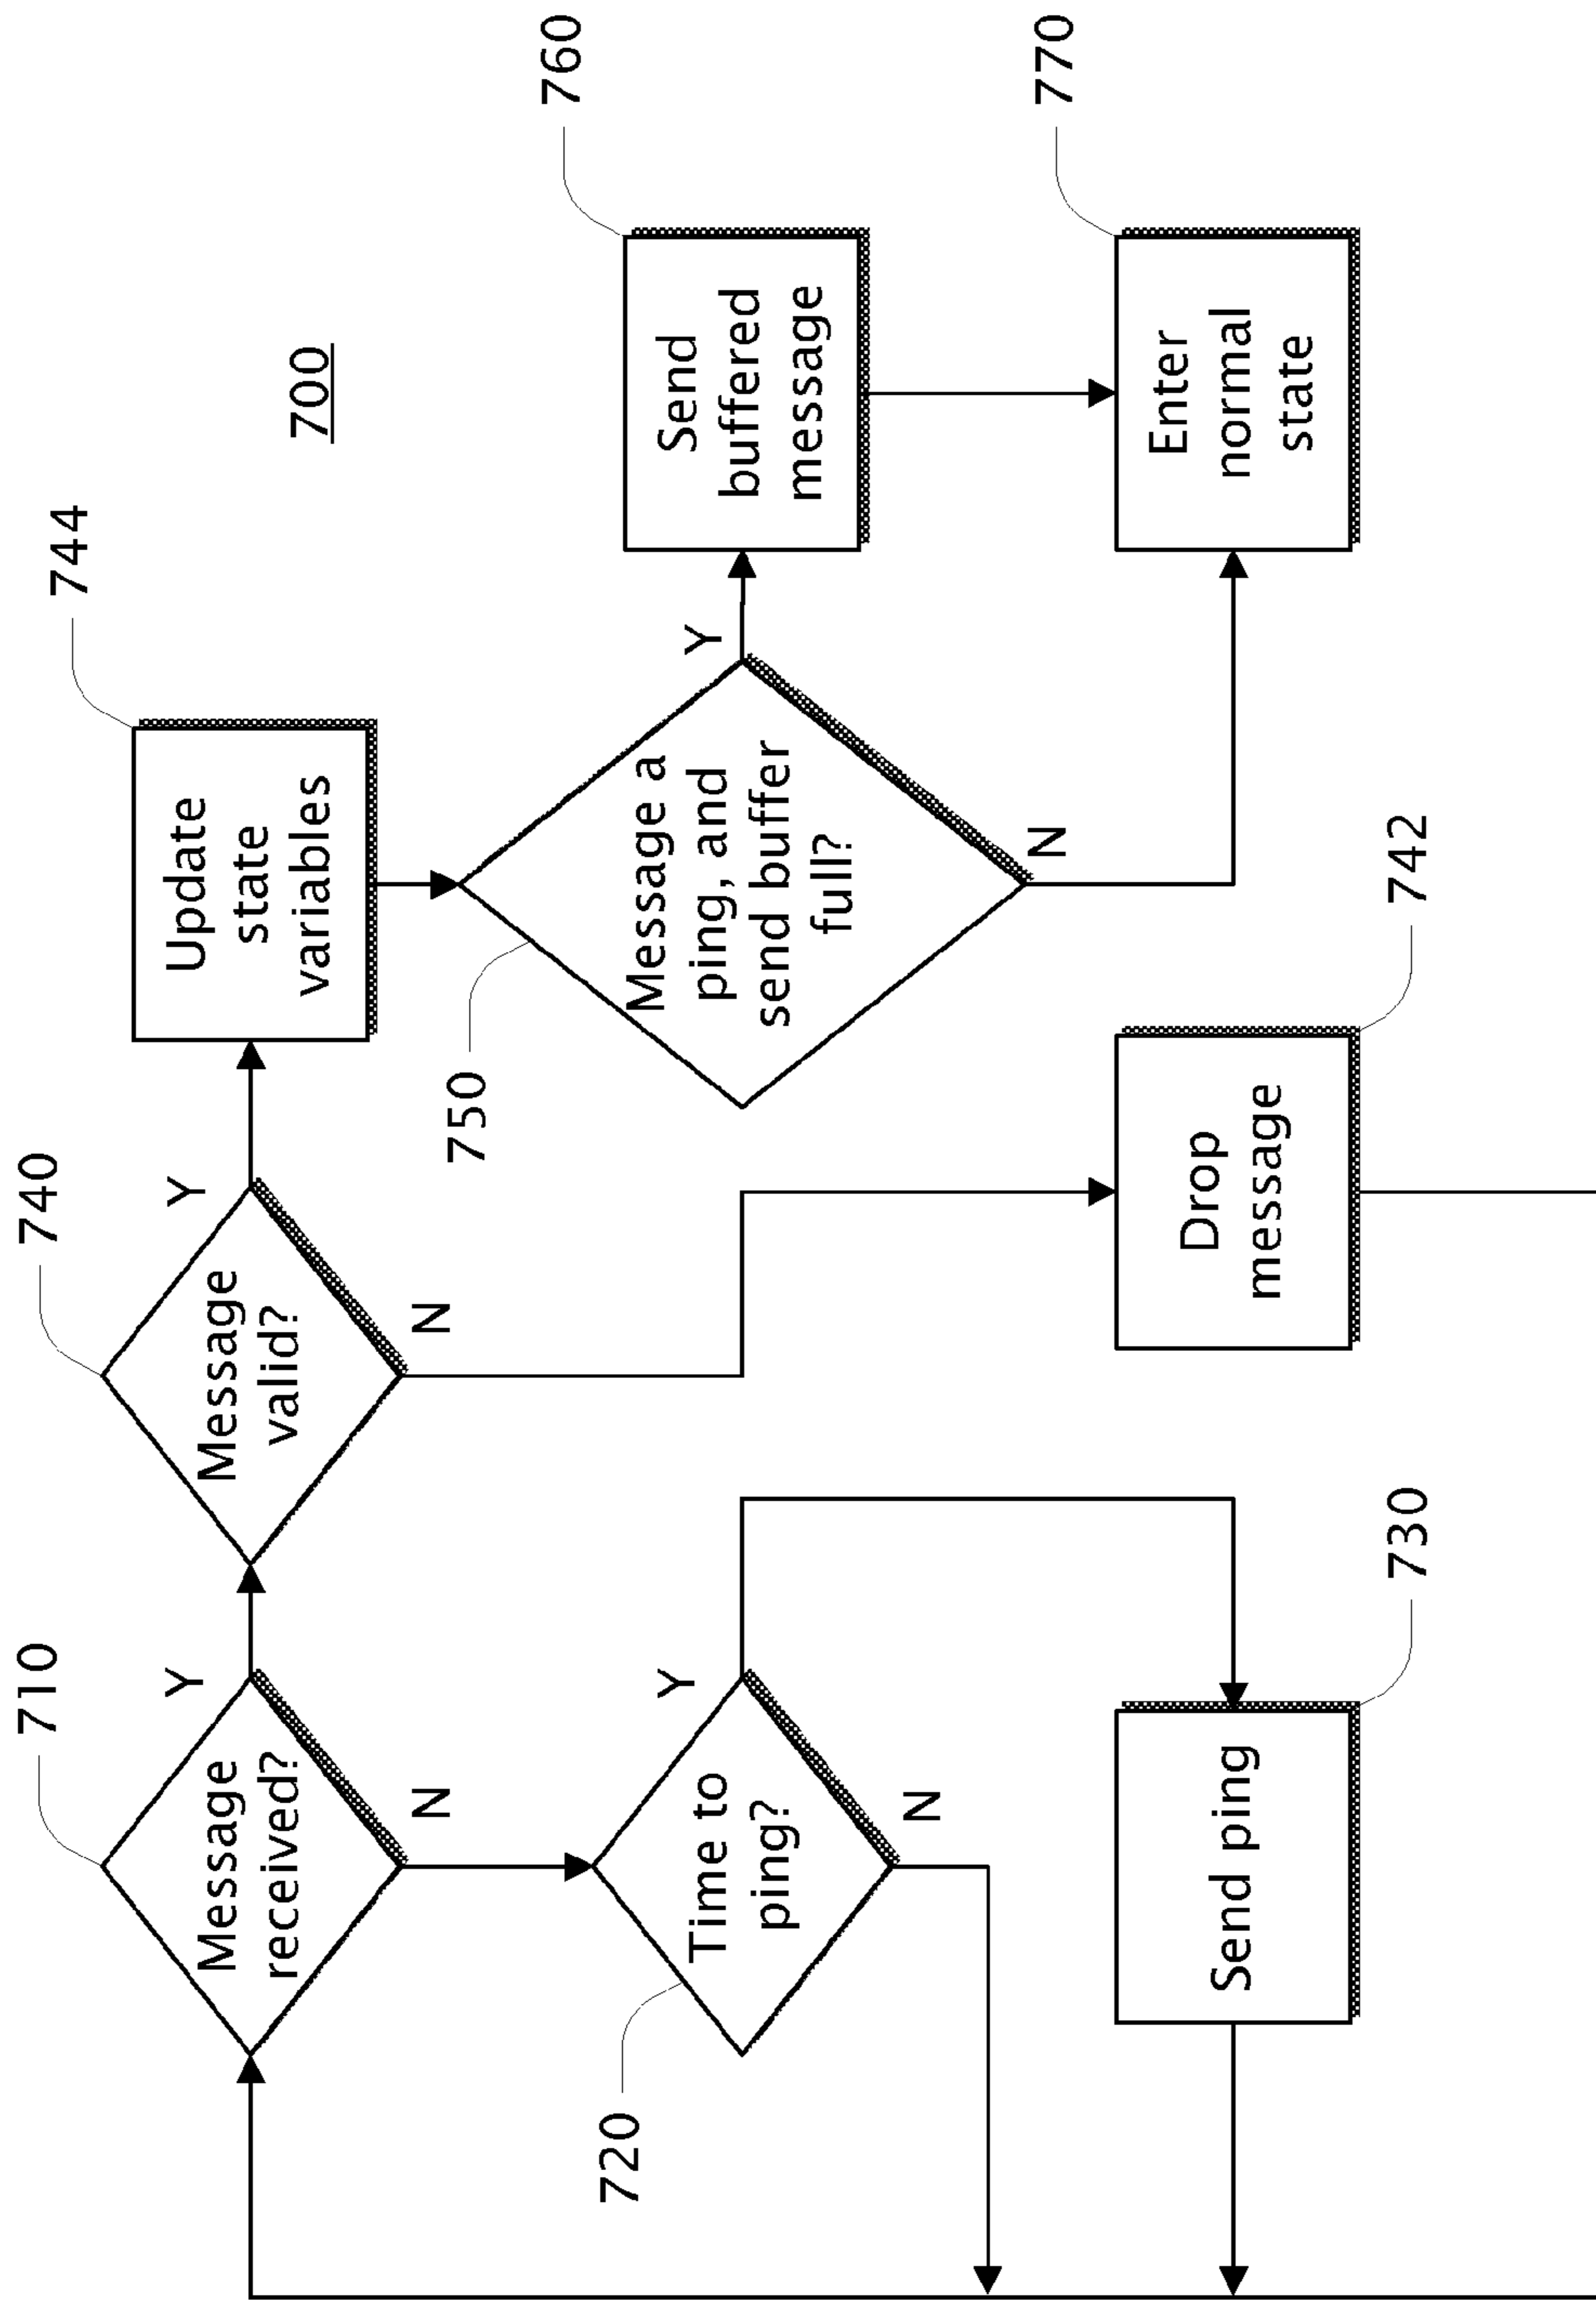 700
710
Message
received?
Y
N
740
Message
valid?
Y
N
744
Update
state
variables
720
Time to
ping?
Y
N
750
Message a
ping, and
send buffer
full?
Y
N
760
Send
buffered
message
730
Send ping
742
Drop
message
770
Enter
normal
state